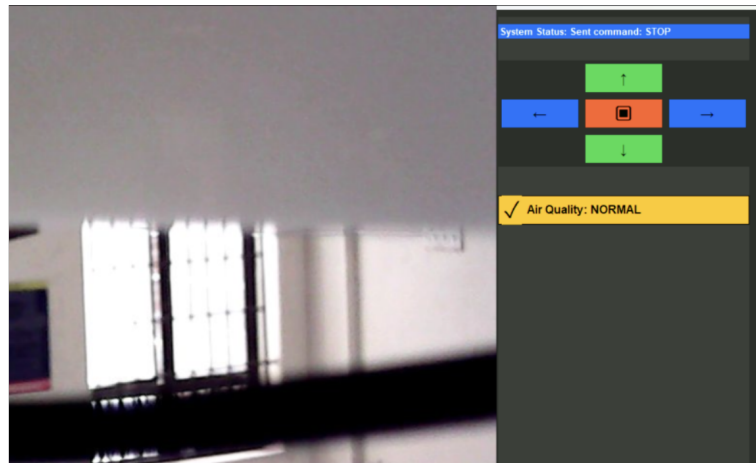 System Status: Sent command: STOP
↑
← →
↓
✓ Air Quality: NORMAL